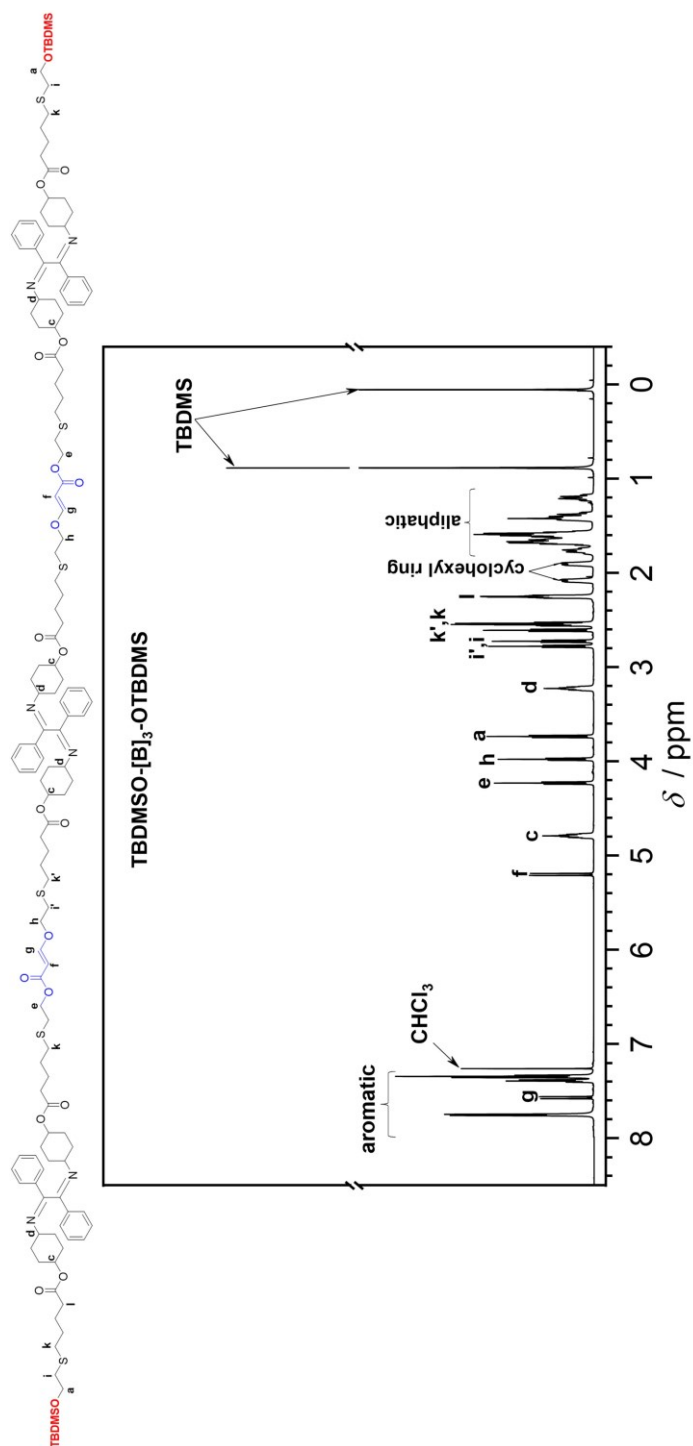 TBDMSO
a
i
S
k
l
O
O
c
d
N
N
O
O
k
S
e
O
O
f
g
O
h
i'
S
k'
O
O
c
d
N
N
d
c
O
O
S
h
O
g
f
O
O
e
S
O
O
c
d
N
N
O
O
k
S
i
a
OTBDMS
TBDMSO-[B]₃-OTBDMS
TBDMS
aromatic
CHCl₃
g
f
c
e
h
a
d
i',i
k',k
l
cyclohexyl ring
aliphatic
8 7 6 5 4 3 2 1 0
δ / ppm